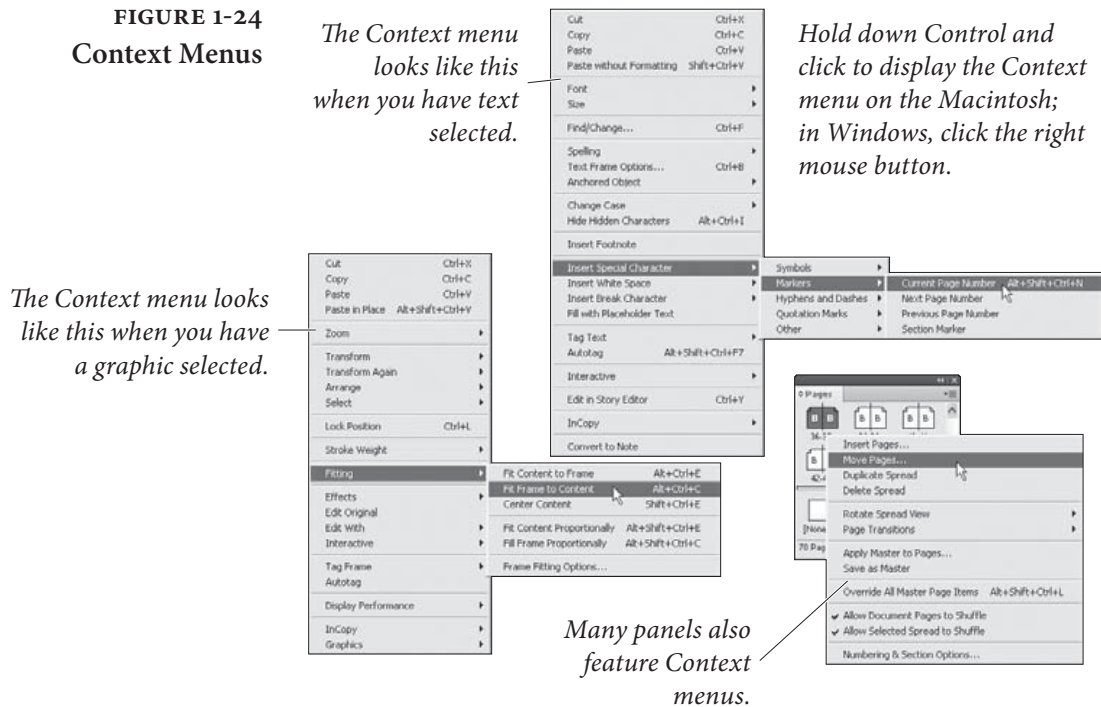 FIGURE 1-24
Context Menus
The Context menu
looks like this
when you have text
selected.
Cut Ctrl+X
Copy Ctrl+C
Paste Ctrl+V
Paste without Formatting Shift+Ctrl+V
Font
Size
Find/Change... Ctrl+F
Spelling
Text Frame Options... Ctrl+B
Anchored Object
Change Case
Hide Hidden Characters Alt+Ctrl+I
Insert Footnote
Insert Special Character
Insert White Space
Insert Break Character
Fill with Placeholder Text
Tag Text
Autotag Alt+Shift+Ctrl+F7
Interactive
Edit in Story Editor Ctrl+Y
InCopy
Convert to Note
Symbols
Markers
Hyphens and Dashes
Quotation Marks
Other
Current Page Number Alt+Shift+Ctrl+N
Next Page Number
Previous Page Number
Section Marker
Hold down Control and
click to display the Context
menu on the Macintosh;
in Windows, click the right
mouse button.
The Context menu looks
like this when you have
a graphic selected.
Cut Ctrl+X
Copy Ctrl+C
Paste Ctrl+V
Paste in Place Alt+Shift+Ctrl+V
Zoom
Transform
Transform Again
Arrange
Select
Lock Position Ctrl+L
Stroke Weight
Fitting
Effects
Edit Original
Edit With
Interactive
Tag Frame
Autotag
Display Performance
InCopy
Graphics
Fit Content to Frame Alt+Ctrl+E
Fit Frame to Content Alt+Ctrl+C
Center Content Shift+Ctrl+E
Fit Content Proportionally Alt+Shift+Ctrl+E
Fill Frame Proportionally Alt+Shift+Ctrl+C
Frame Fitting Options...
Pages
B B B B B B
B
[None
70 Pag
Insert Pages...
Move Pages...
Duplicate Spread
Delete Spread
Rotate Spread View
Page Transitions
Apply Master to Pages...
Save as Master
Override All Master Page Items Alt+Shift+Ctrl+L
Allow Document Pages to Shuffle
Allow Selected Spread to Shuffle
Numbering & Section Options...
Many panels also
feature Context
menus.